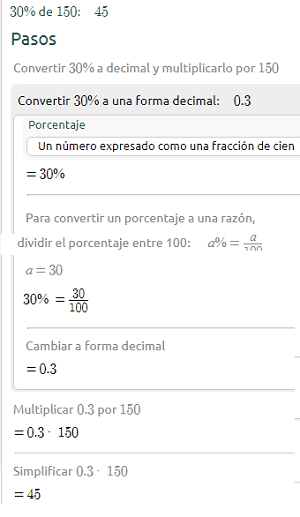 30% de 150: 45
Pasos
Convertir 30% a decimal y multiplicarlo por 150
Convertir 30% a una forma decimal: 0.3
Porcentaje
Un número expresado como una fracción de cien
= 30%
Para convertir un porcentaje a una razón,
dividir el porcentaje entre 100: a% = a/100
a = 30
30% = 30/100
Cambiar a forma decimal
= 0.3
Multiplicar 0.3 por 150
= 0.3 · 150
Simplificar 0.3 · 150
= 45